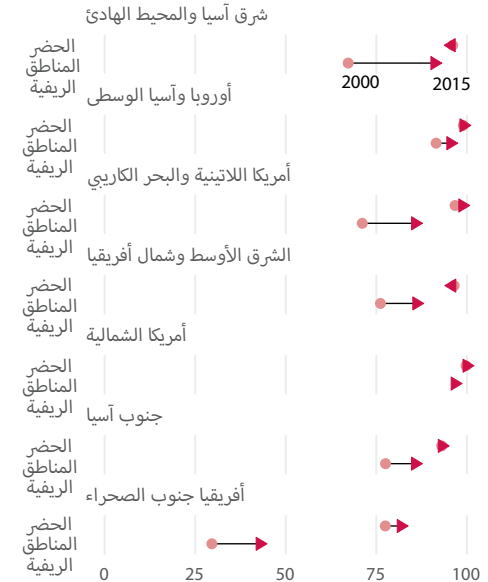 شرق آسيا والمحيط الهادئ
الحضر
المناطق
الريفية
2000
2015
أوروبا وآسيا الوسطى
الحضر
المناطق
الريفية
أمريكا اللاتينية والبحر الكاريبي
الحضر
المناطق
الريفية
الشرق الأوسط وشمال أفريقيا
الحضر
المناطق
الريفية
أمريكا الشمالية
الحضر
المناطق
الريفية
جنوب آسيا
الحضر
المناطق
الريفية
أفريقيا جنوب الصحراء
الحضر
المناطق
الريفية
0 25 50 75 100